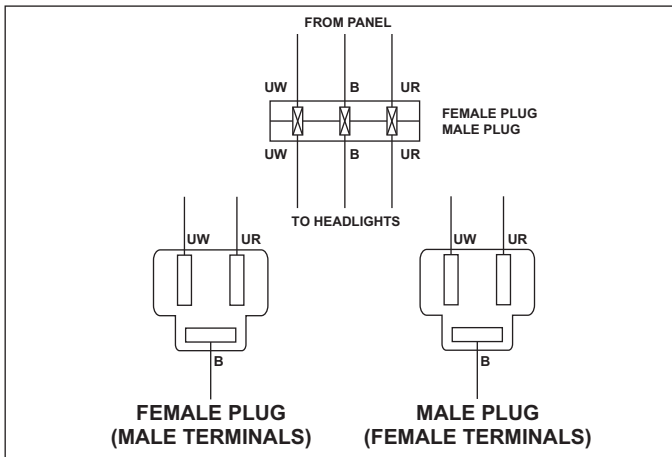 FROM PANEL
UW B UR
FEMALE PLUG
MALE PLUG
UW B UR
TO HEADLIGHTS
UW UR
B
FEMALE PLUG
(MALE TERMINALS)
UW UR
B
MALE PLUG
(FEMALE TERMINALS)